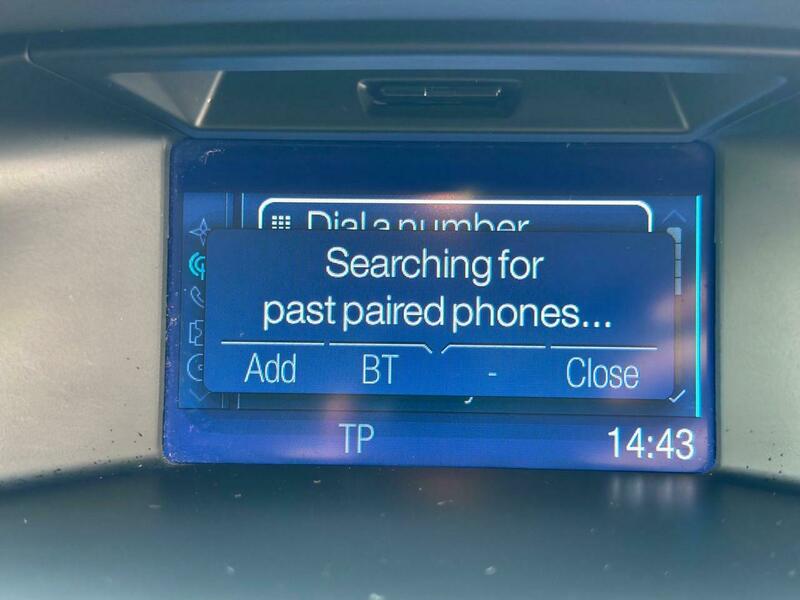 Dial a number
Searching for
past paired phones...
Add BT - Close
TP 14:43